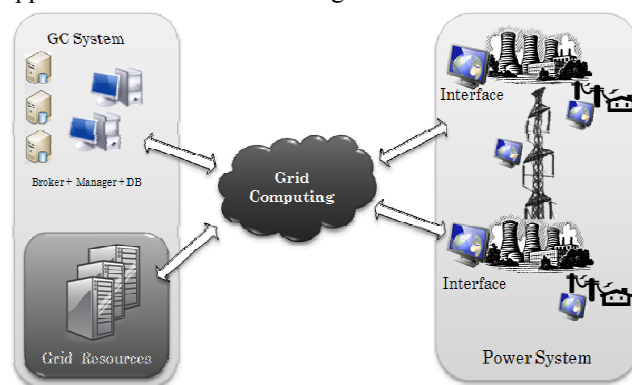 GC System
Broker + Manager + DB
Grid Resources
Grid
Computing
Interface
Interface
Power System